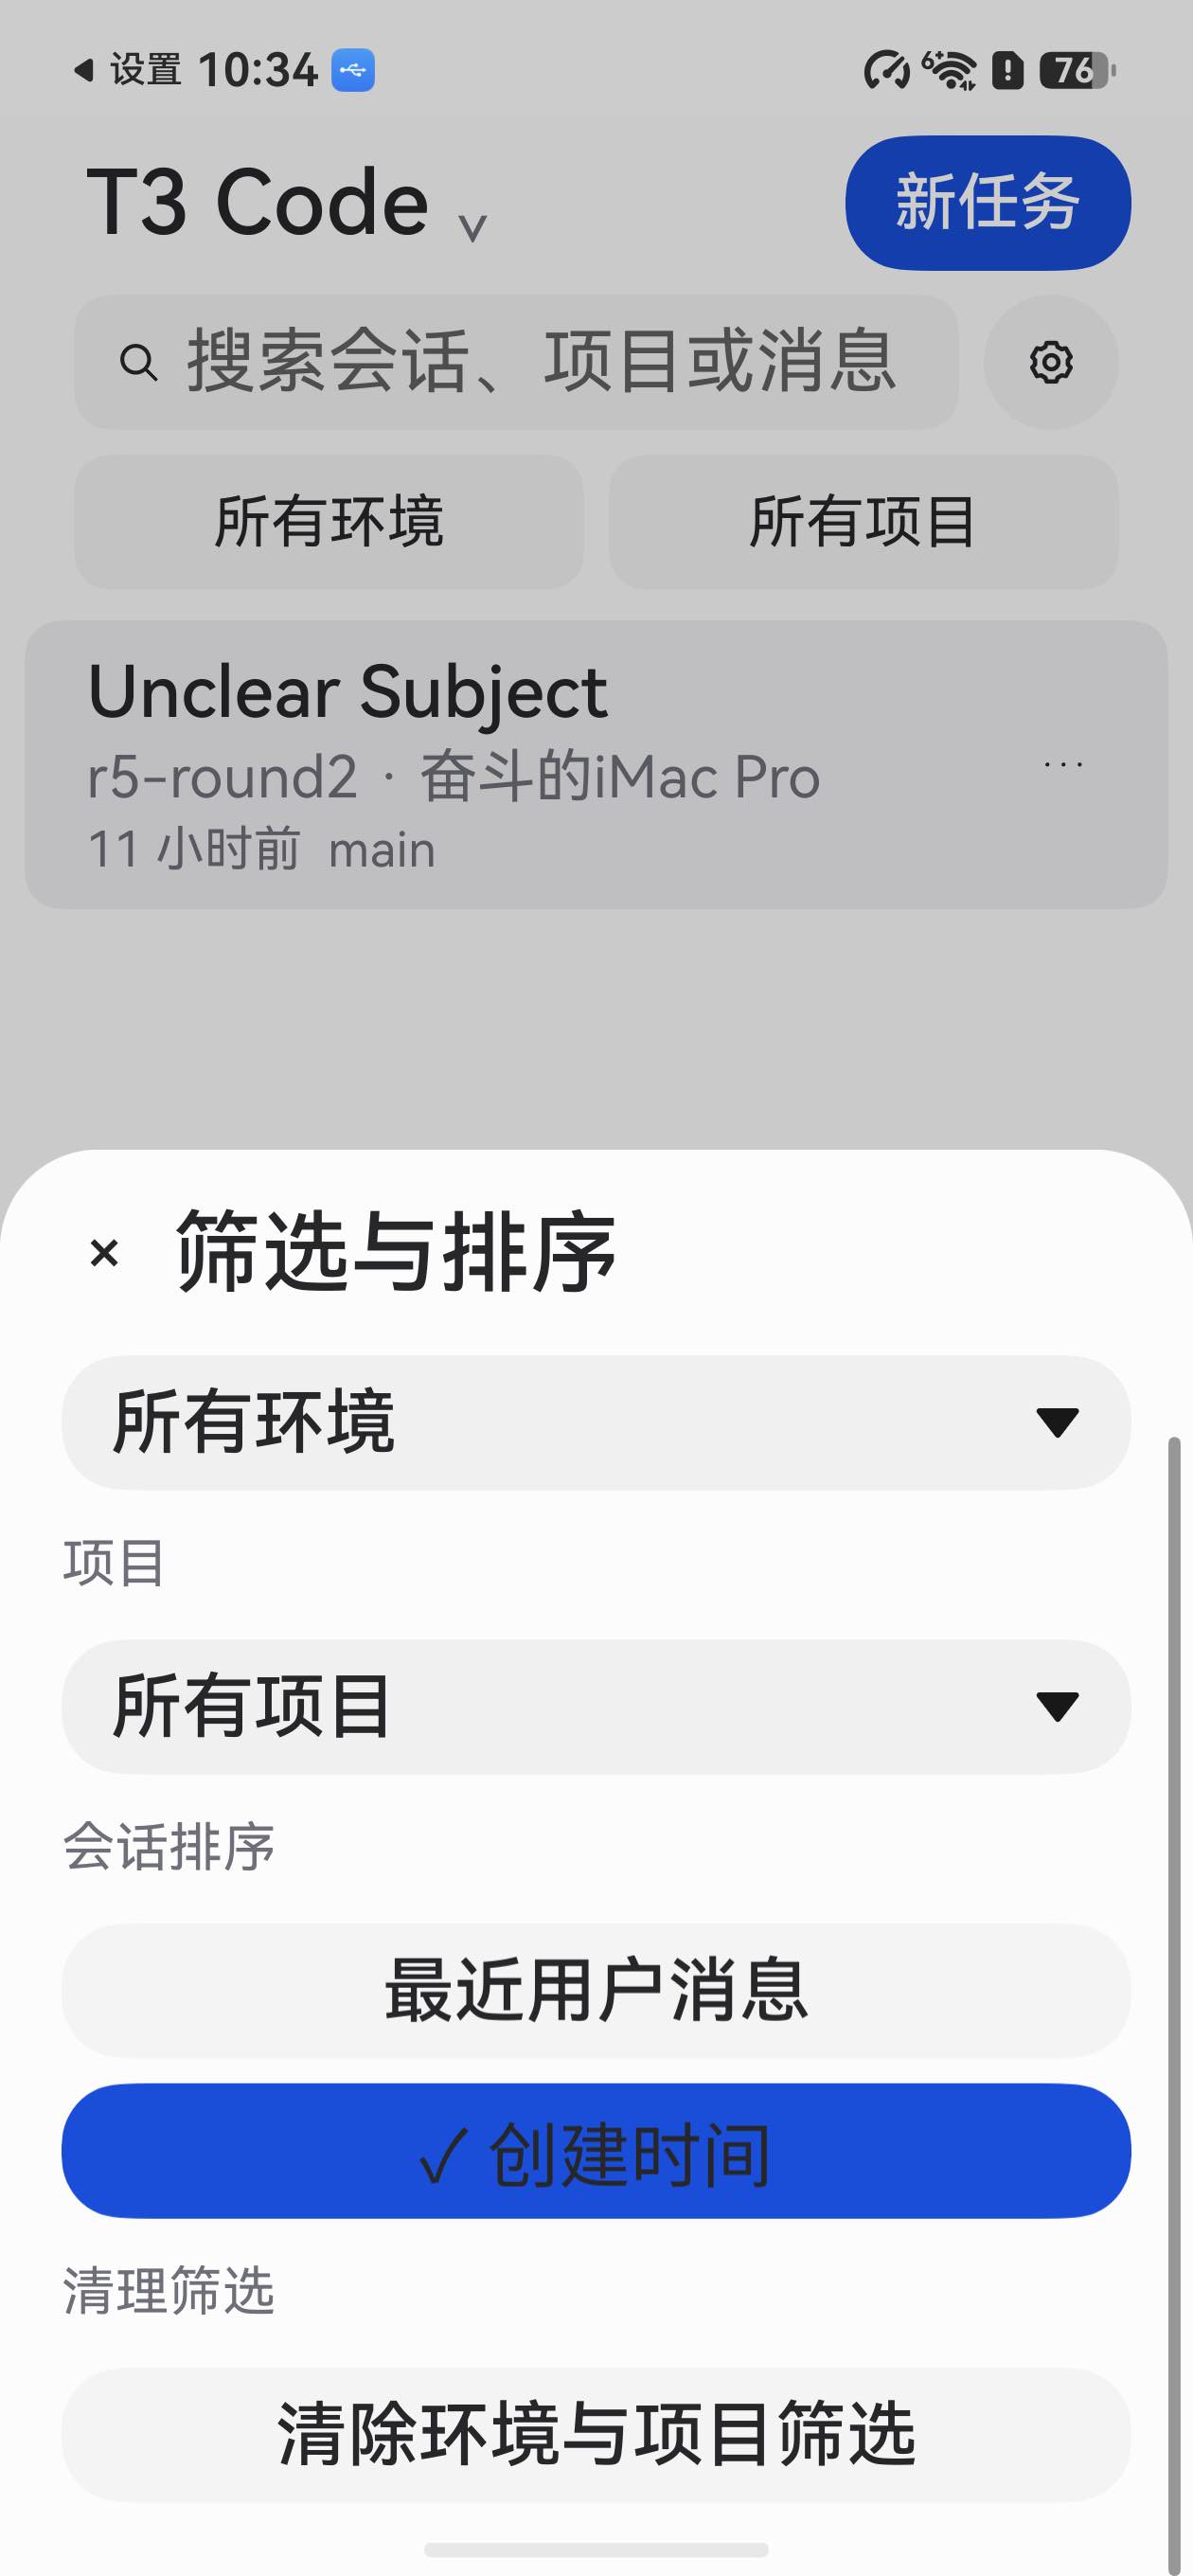 设置 10:34
6+
76
T3 Code
新任务
搜索会话、项目或消息
所有环境
所有项目
Unclear Subject
r5-round2 · 奋斗的iMac Pro
...
11 小时前 main
× 筛选与排序
所有环境
项目
所有项目
会话排序
最近用户消息
✓ 创建时间
清理筛选
清除环境与项目筛选